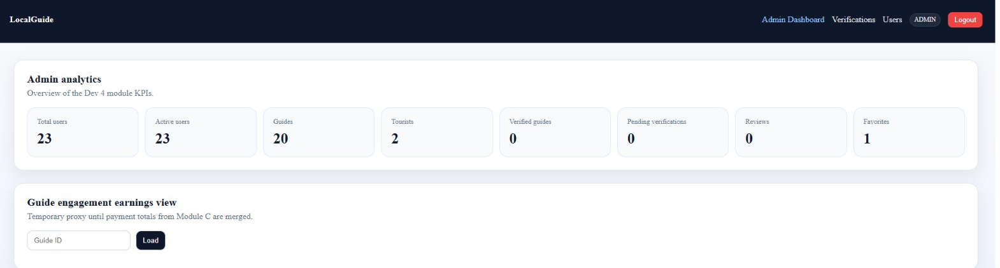 LocalGuide
Admin Dashboard Verifications Users ADMIN Logout
Admin analytics
Overview of the Dev 4 module KPIs.
Total users Active users Guides Tourists Verified guides Pending verifications Reviews Favorites
23 23 20 2 0 0 0 1
Guide engagement earnings view
Temporary proxy until payment totals from Module C are merged.
Guide ID Load